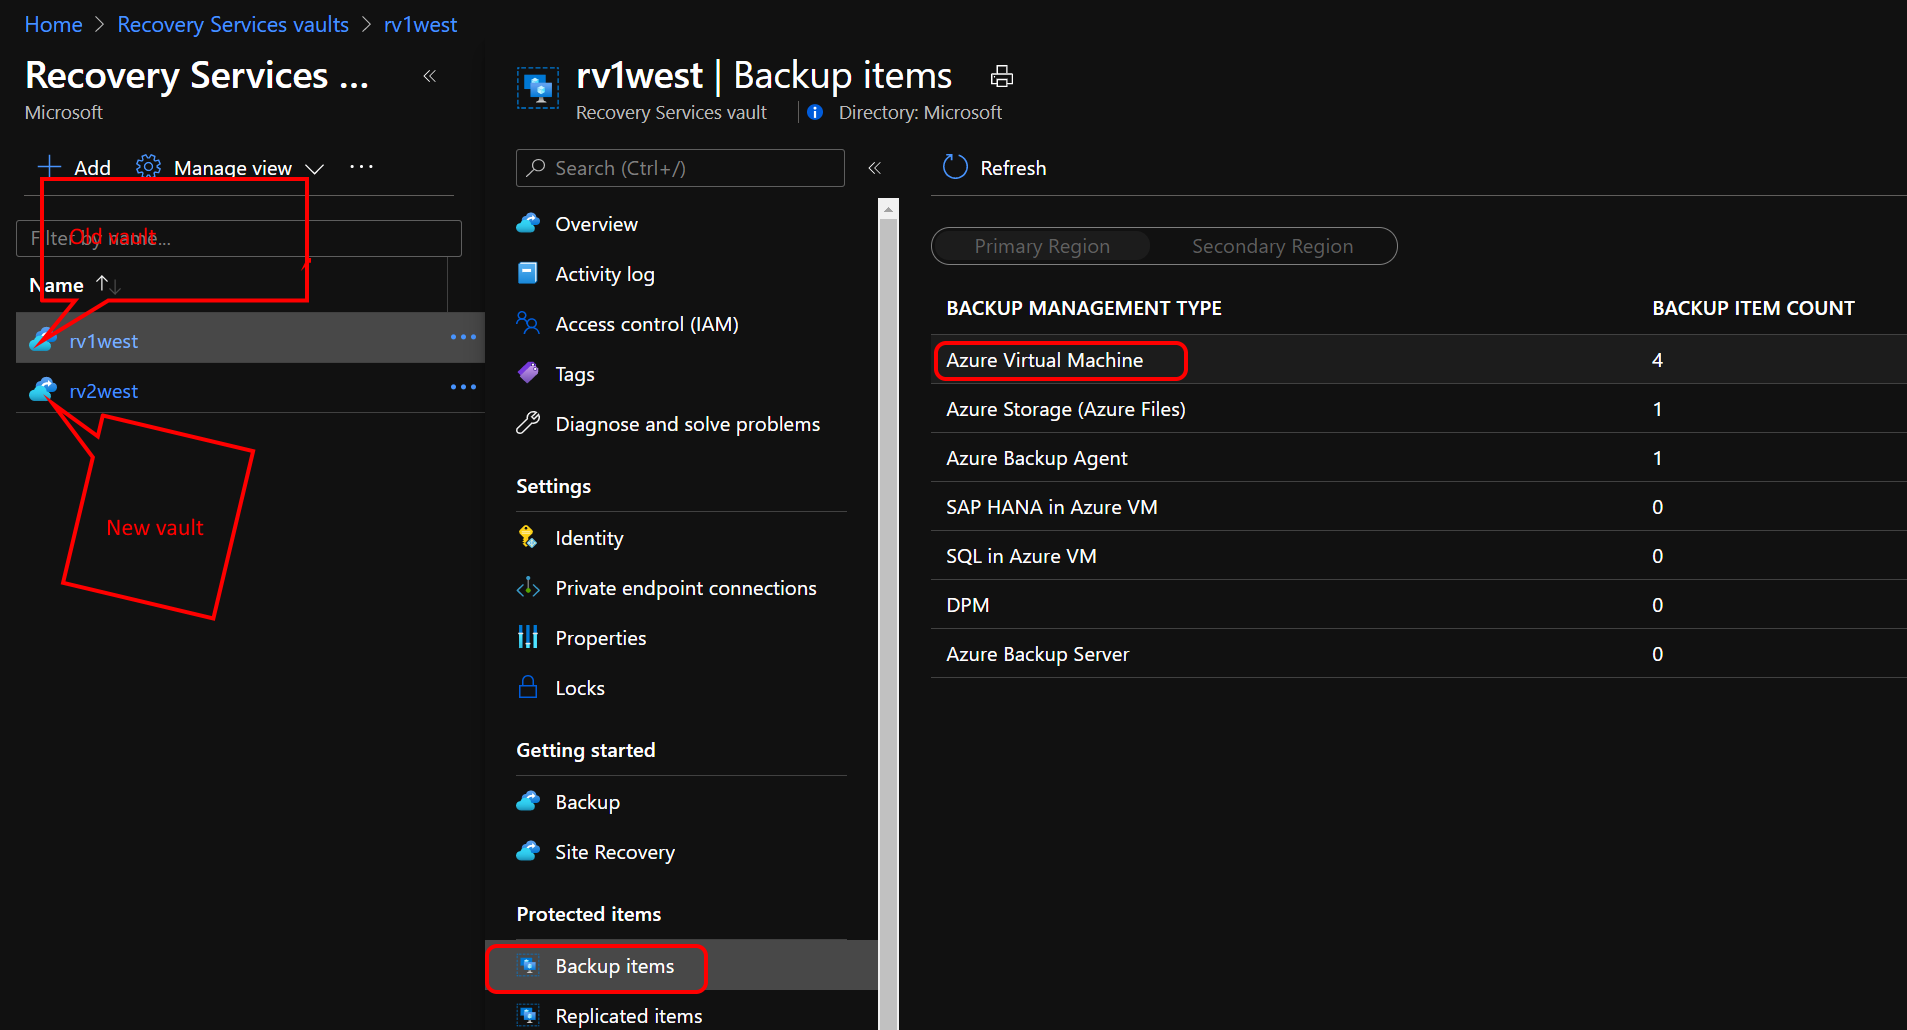 Home > Recovery Services vaults > rv1west
Recovery Services ...
Microsoft
Add
Manage view
Old vault
Filter by name...
Name
rv1west
rv2west
New vault
rv1west | Backup items
Recovery Services vault
Directory: Microsoft
Search (Ctrl+/)
Overview
Activity log
Access control (IAM)
Tags
Diagnose and solve problems
Settings
Identity
Private endpoint connections
Properties
Locks
Getting started
Backup
Site Recovery
Protected items
Backup items
Replicated items
Refresh
Primary Region
Secondary Region
BACKUP MANAGEMENT TYPE BACKUP ITEM COUNT
Azure Virtual Machine 4
Azure Storage (Azure Files) 1
Azure Backup Agent 1
SAP HANA in Azure VM 0
SQL in Azure VM 0
DPM 0
Azure Backup Server 0